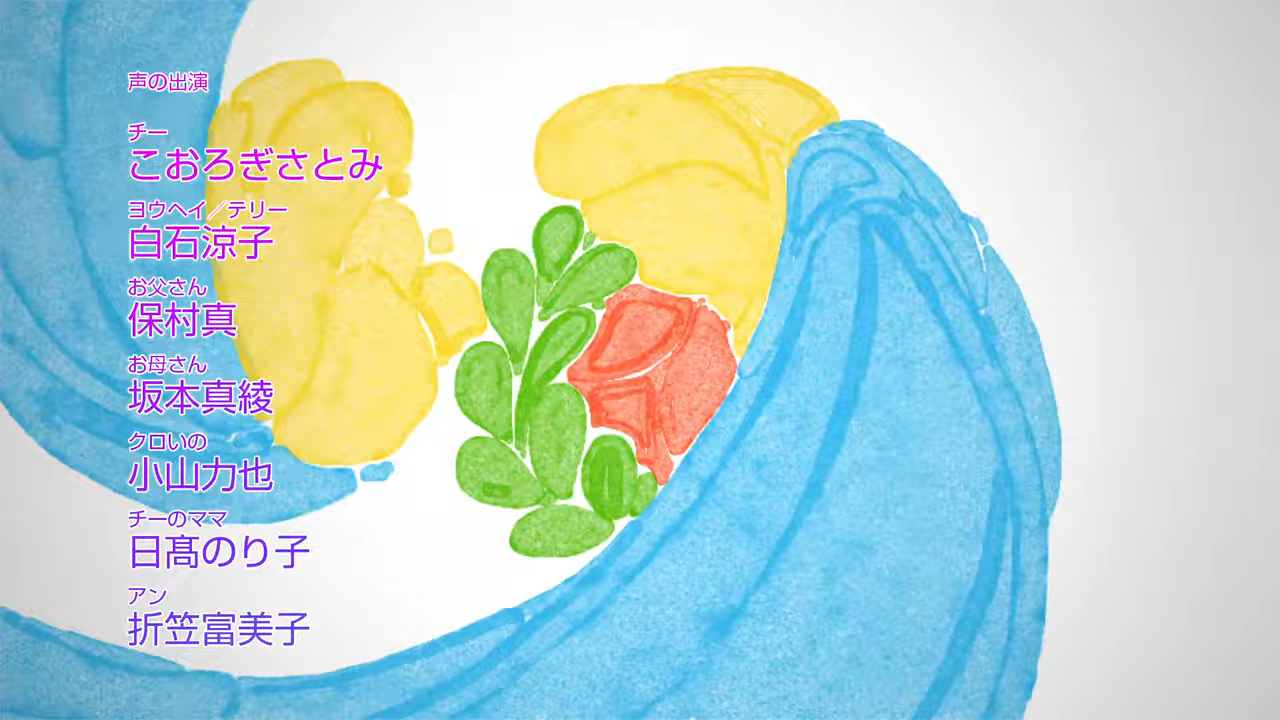 声の出演
チー
こおろぎさとみ
ヨウヘイ／テリー
白石涼子
お父さん
保村真
お母さん
坂本真綾
クロいの
小山力也
チーのママ
日髙のり子
アン
折笠富美子